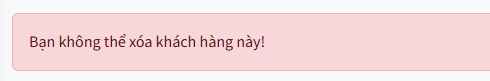 Bạn không thể xóa khách hàng này!